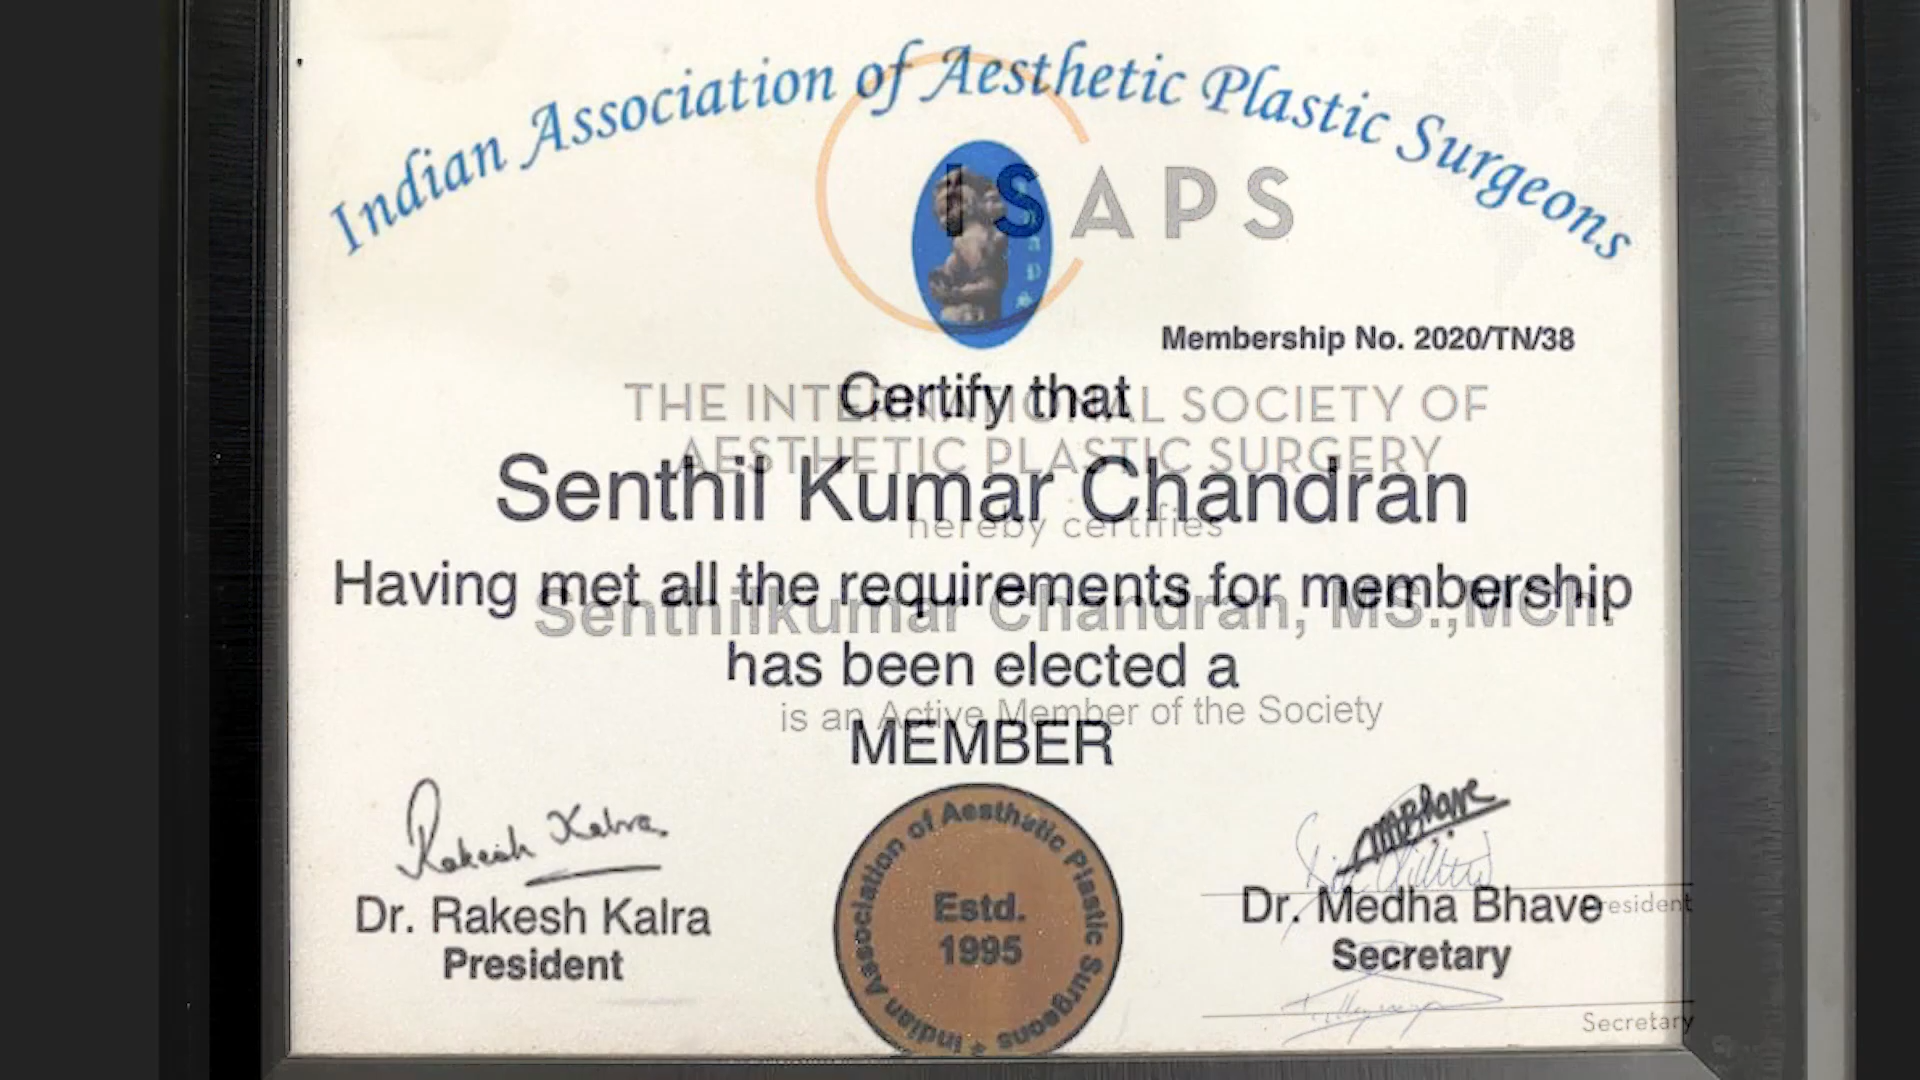 Indian Association of Aesthetic Plastic Surgeons
ISAPS
Membership No. 2020/TN/38
Certify that
THE INTERNATIONAL SOCIETY OF
AESTHETIC PLASTIC SURGERY
Senthil Kumar Chandran
hereby certifies
Having met all the requirements for membership
Senthilkumar Chandran, MS.,MCh.
has been elected a
is an Active Member of the Society
MEMBER
Rakesh Kalra
MBhave
Dr. Rakesh Kalra
President
Indian Association of Aesthetic Plastic Surgeons
Estd.
1995
Dr. Medha Bhave
Secretary
President
Secretary